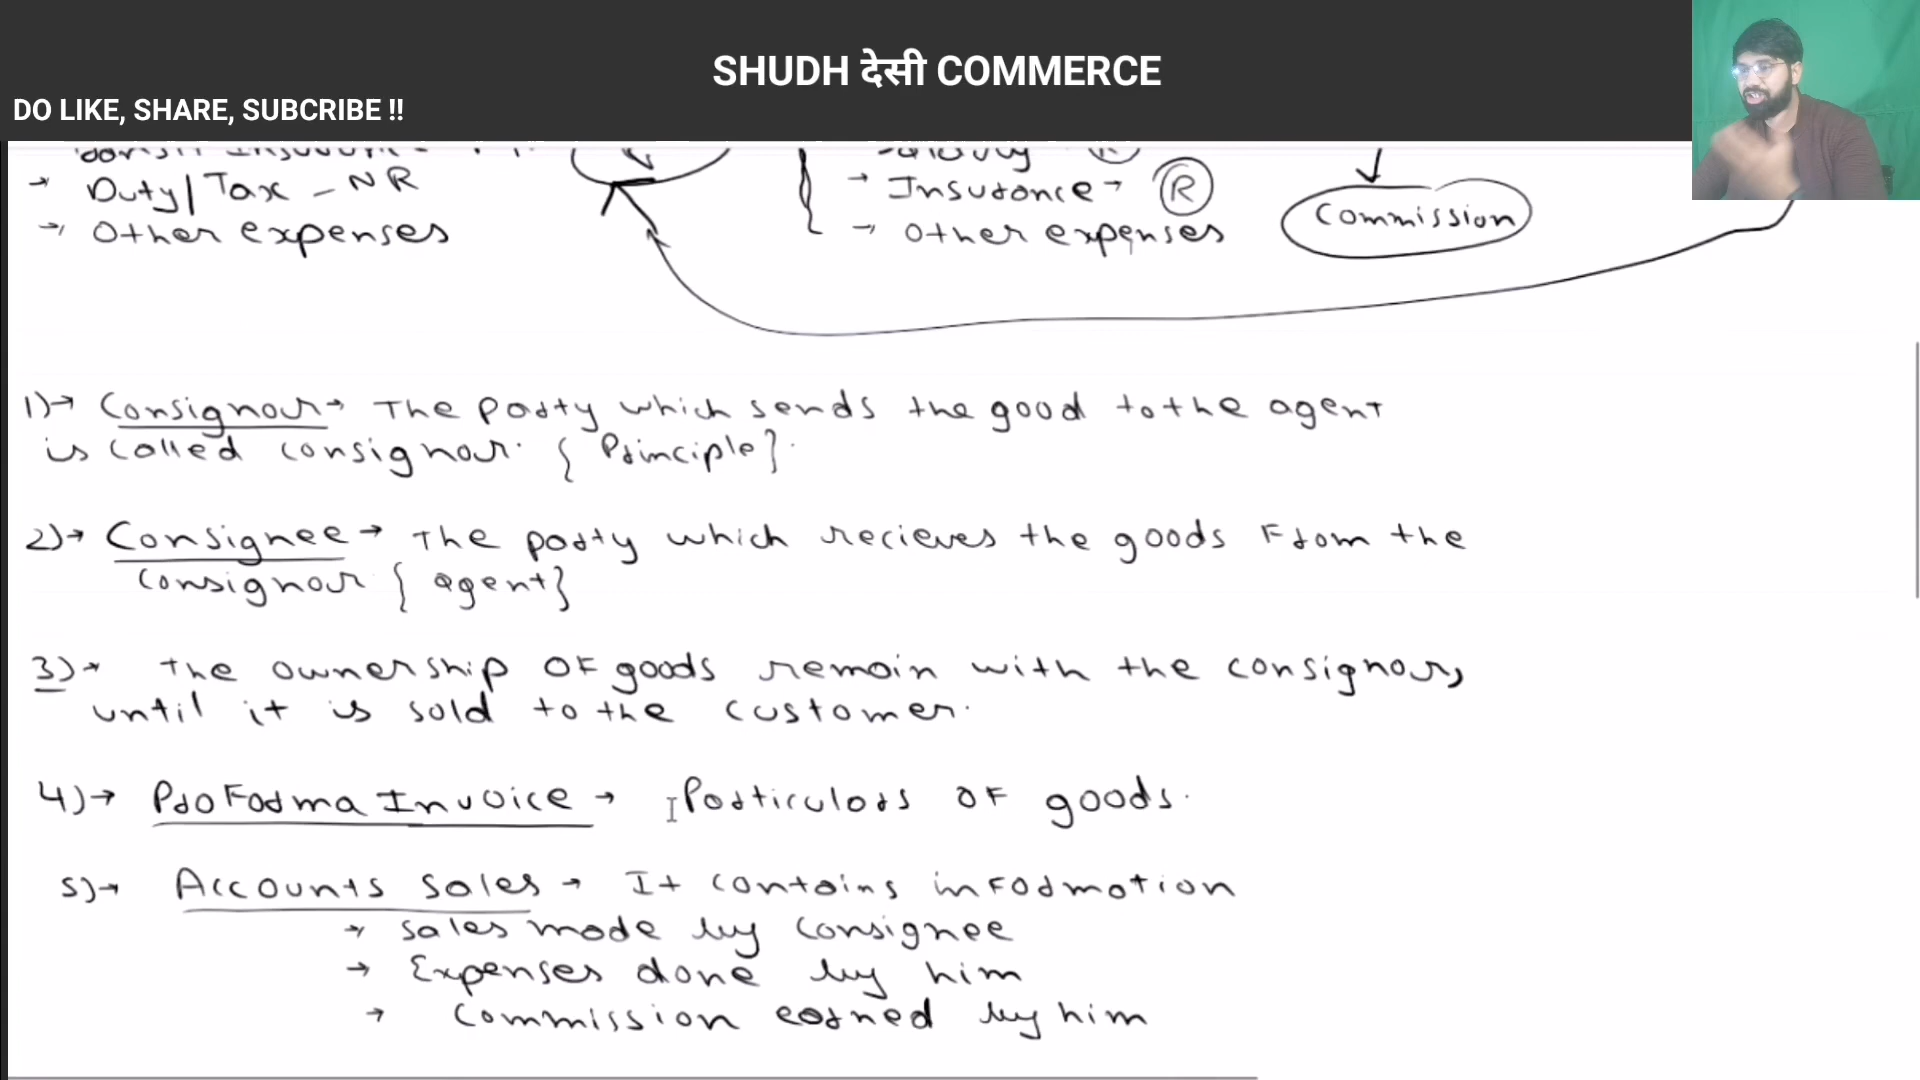 SHUDH देसी COMMERCE
DO LIKE, SHARE, SUBCRIBE !!
→ Duty/Tax - NR
→ Other expenses
→ Insurance → R
→ Other expenses
Commission
1)→ Consignor → The party which sends the good to the agent
is called consignor. { Principle}.
2)→ Consignee → The party which recieves the goods From the
consignor { agent}
3)→ The ownership OF goods remain with the consignor,
until it is sold to the customer.
4)→ ProForma Invoice → Particulars OF goods.
5)→ Accounts Sales → It contains information
→ Sales made by consignee
→ Expenses done by him
→ Commission earned by him